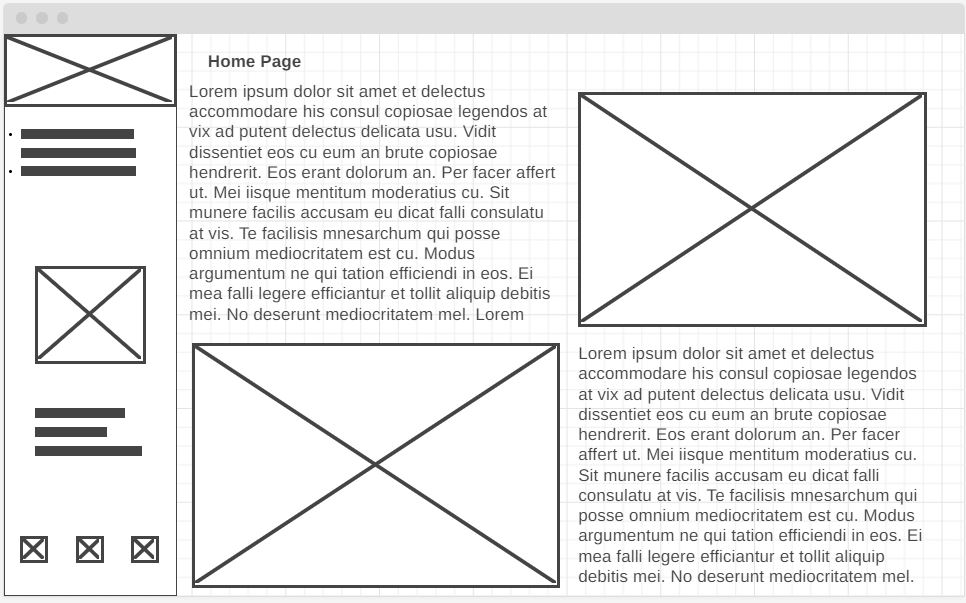 Home Page
Lorem ipsum dolor sit amet et delectus
accommodare his consul copiosae legendos at
vix ad putent delectus delicata usu. Vidit
dissentiet eos cu eum an brute copiosae
hendrerit. Eos erant dolorum an. Per facer affert
ut. Mei iisque mentitum moderatius cu. Sit
munere facilis accusam eu dicat falli consulatu
at vis. Te facilisis mnesarchum qui posse
omnium mediocritatem est cu. Modus
argumentum ne qui tation efficiendi in eos. Ei
mea falli legere efficiantur et tollit aliquip debitis
mei. No deserunt mediocritatem mel. Lorem
Lorem ipsum dolor sit amet et delectus
accommodare his consul copiosae legendos
at vix ad putent delectus delicata usu. Vidit
dissentiet eos cu eum an brute copiosae
hendrerit. Eos erant dolorum an. Per facer
affert ut. Mei iisque mentitum moderatius cu.
Sit munere facilis accusam eu dicat falli
consulatu at vis. Te facilisis mnesarchum qui
posse omnium mediocritatem est cu. Modus
argumentum ne qui tation efficiendi in eos. Ei
mea falli legere efficiantur et tollit aliquip
debitis mei. No deserunt mediocritatem mel.